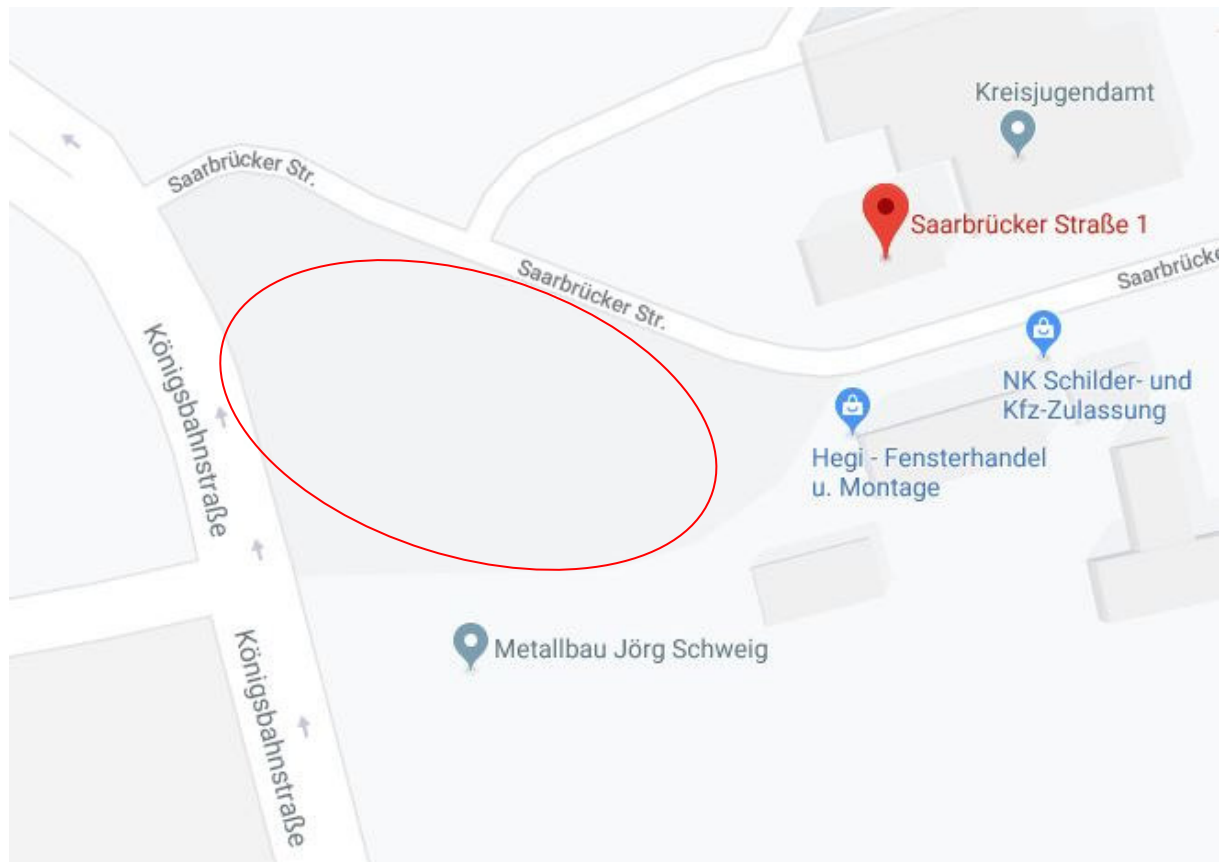 Kreisjugendamt
Saarbrücker Str.
Saarbrücker Straße 1
Saarbrücke
Saarbrücker Str.
Königsbahnstraße
NK Schilder- und
Kfz-Zulassung
Hegi - Fensterhandel
u. Montage
Metallbau Jörg Schweig
Königsbahnstraße